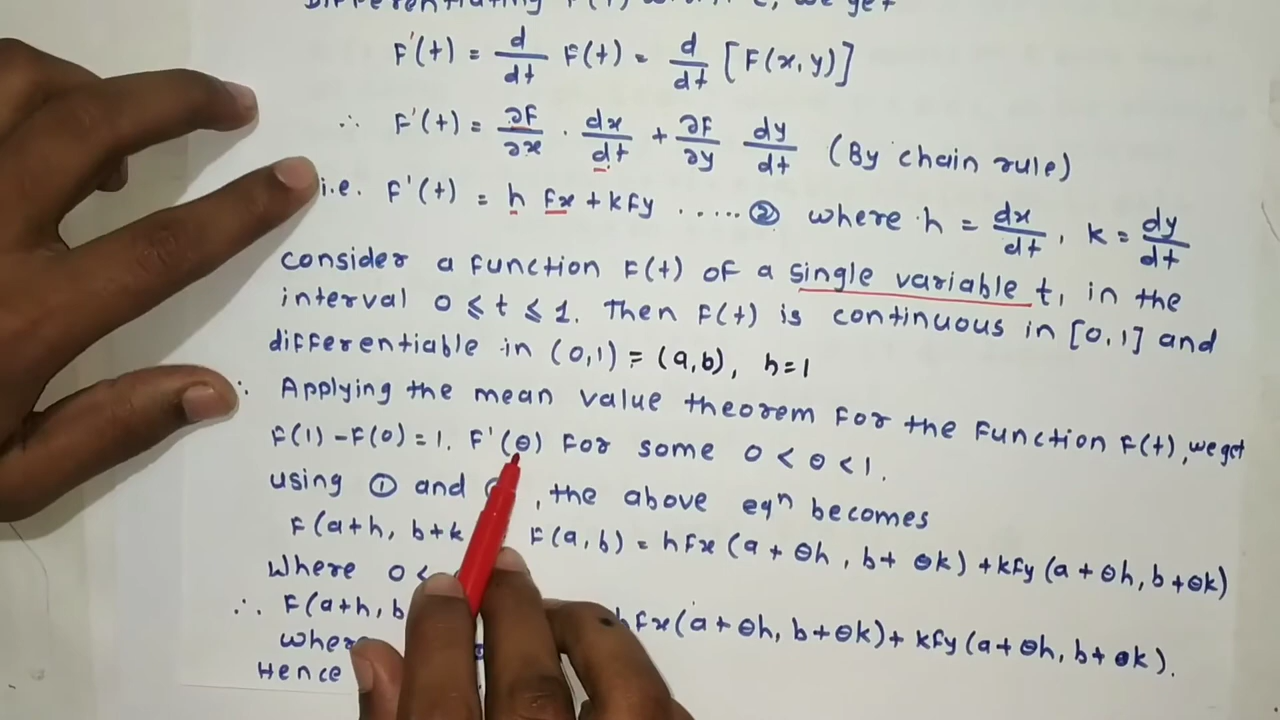 F'(t) = d/dt F(t) = d/dt [F(x,y)]
∴ F'(t) = ∂F/∂x . dx/dt + ∂F/∂y dy/dt (By chain rule)
i.e. F'(t) = h Fx + kFy ...... ② where h = dx/dt, k = dy/dt
consider a function F(t) of a single variable t, in the
interval 0 ≤ t ≤ 1. Then F(t) is continuous in [0,1] and
differentiable in (0,1) = (a,b), h=1
∴ Applying the mean value theorem for the function F(t), we get
F(1) - F(0) = 1. F'(θ) for some 0 < θ < 1.
using ① and , the above eqⁿ becomes
F(a+h, b+k F(a,b) = hFx (a + θh, b + θk) + kFy (a + θh, b + θk)
Where 0 <
∴ F(a+h, b hFx(a+θh, b+θk) + kFy(a+θh, b+θk).
where
Hence